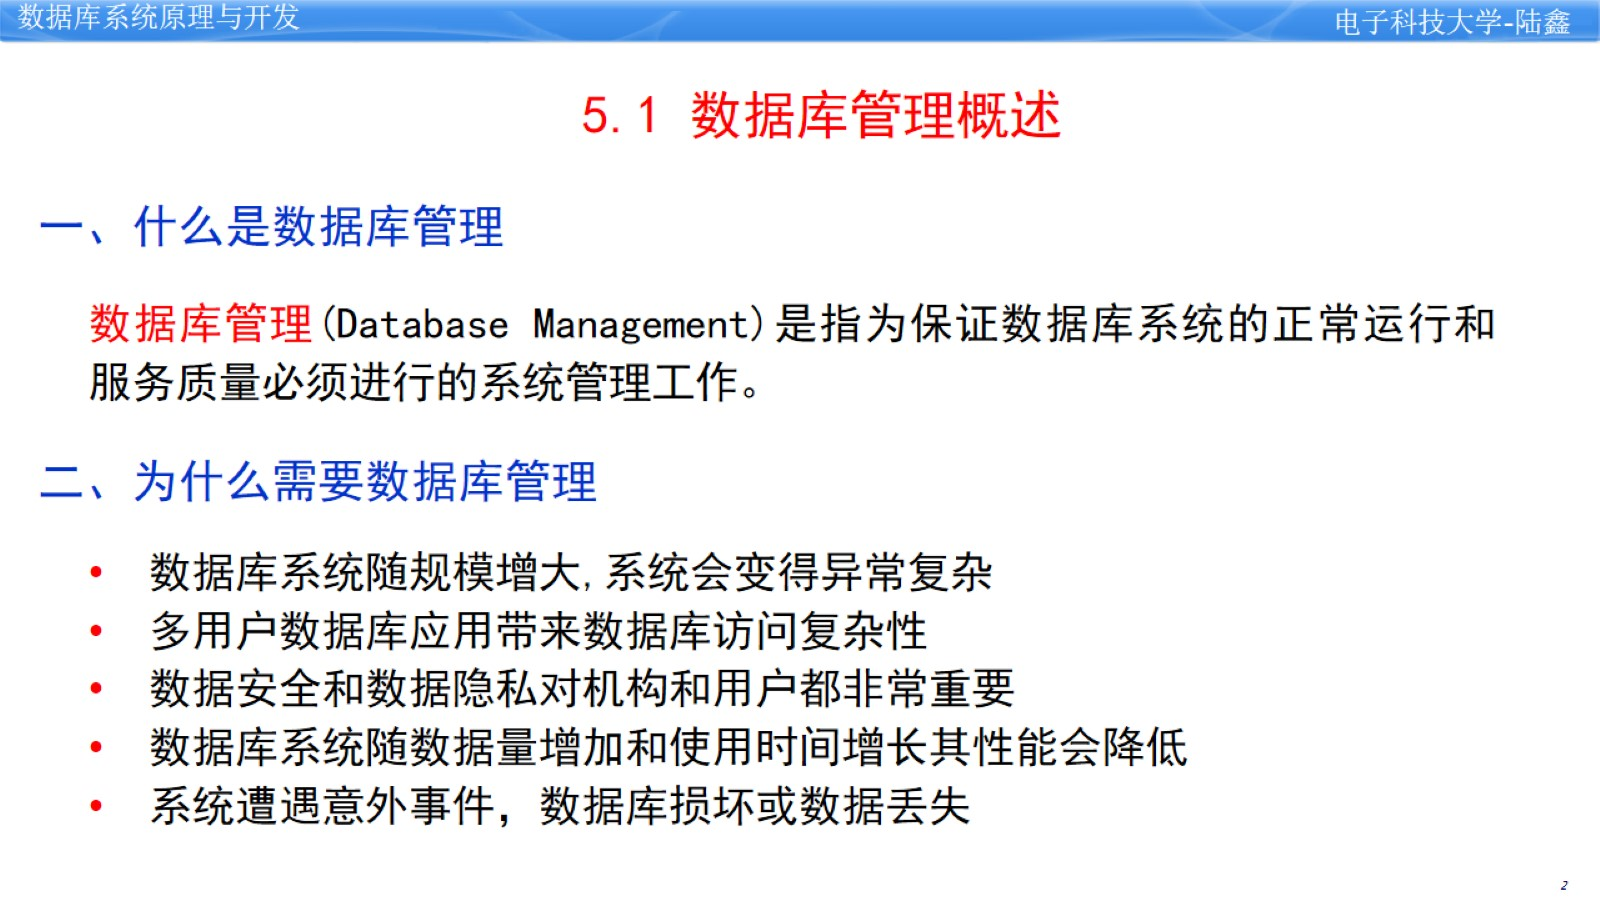 数据库系统原理与开发
电子科技大学-陆鑫
5.1 数据库管理概述
一、什么是数据库管理
数据库管理(Database Management)是指为保证数据库系统的正常运行和
服务质量必须进行的系统管理工作。
二、为什么需要数据库管理
• 数据库系统随规模增大,系统会变得异常复杂
• 多用户数据库应用带来数据库访问复杂性
• 数据安全和数据隐私对机构和用户都非常重要
• 数据库系统随数据量增加和使用时间增长其性能会降低
• 系统遭遇意外事件，数据库损坏或数据丢失
2